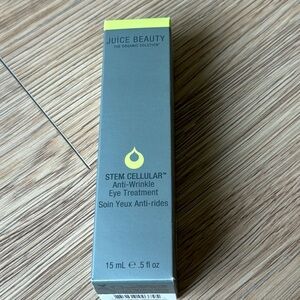 JUICE BEAUTY
THE ORGANIC SOLUTION
STEM CELLULAR™
Anti-Wrinkle
Eye Treatment
Soin Yeux Anti-rides
15 mL ℮ .5 fl oz